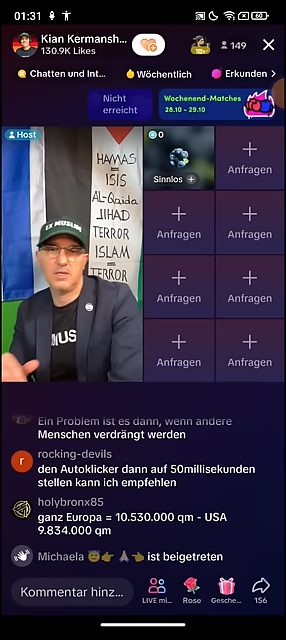 01:31
60
Kian Kermansh...
130.9K Likes
149
Chatten und Int...
Wöchentlich
Erkunden
Nicht
erreicht
Wochenend-Matches
28.10 - 29.10
Host
HAMAS
=
ISIS
AL-Qaida
JIHAD
TERROR
ISLAM
=
TERROR
EX MUSLIM
MUS
0
Sinnlos +
Anfragen
Anfragen
Anfragen
Anfragen
Anfragen
Anfragen
Anfragen
Ein Problem ist es dann, wenn andere
Menschen verdrängt werden
r
rocking-devils
den Autoklicker dann auf 50millisekunden
stellen kann ich empfehlen
holybronx85
ganz Europa = 10.530.000 qm - USA
9.834.000 qm
Michaela 😇👉🙏🏽👈 ist beigetreten
Kommentar hinz...
LIVE mi...
Rose
Gesche...
156